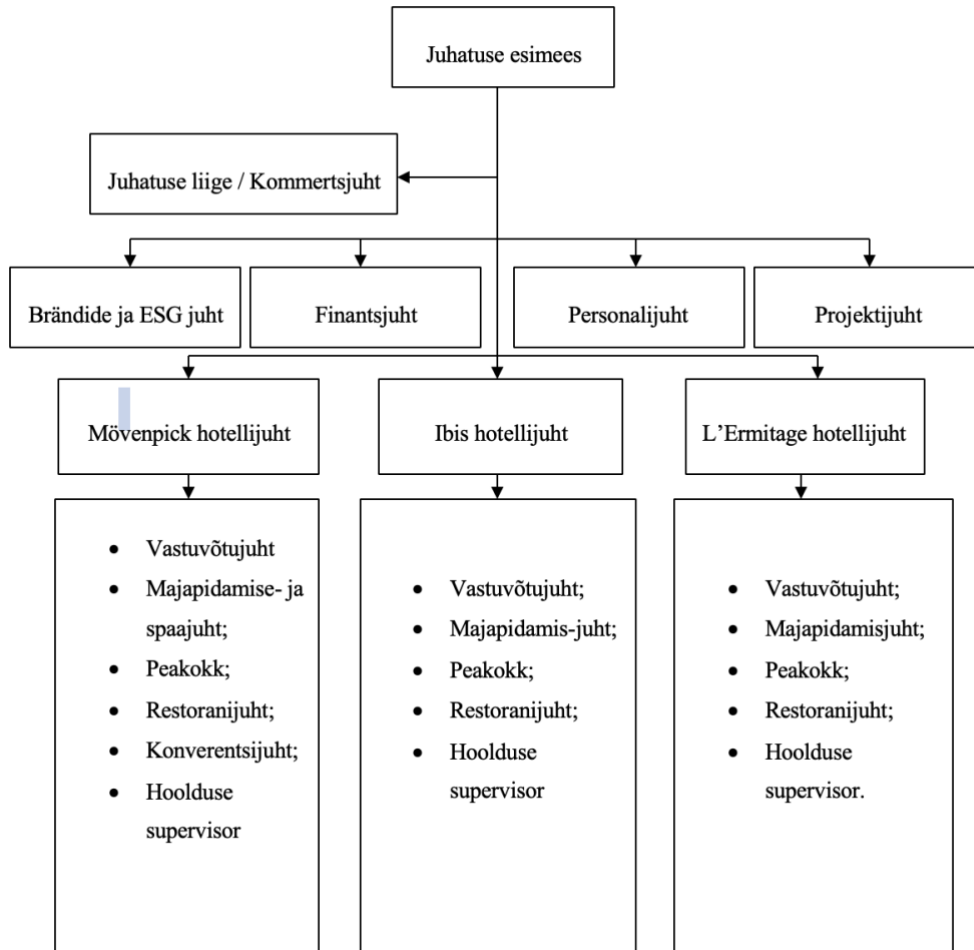 Juhatuse esimees
Juhatuse liige / Kommertsjuht
Brändide ja ESG juht
Finantsjuht
Personalijuht
Projektijuht
Mövenpick hotellijuht
Ibis hotellijuht
L’Ermitage hotellijuht
• Vastuvõtujuht
• Majapidamise- ja
spaajuht;
• Peakokk;
• Restoranijuht;
• Konverentsijuht;
• Hoolduse
supervisor
• Vastuvõtujuht;
• Majapidamis-juht;
• Peakokk;
• Restoranijuht;
• Hoolduse
supervisor
• Vastuvõtujuht;
• Majapidamisjuht;
• Peakokk;
• Restoranijuht;
• Hoolduse
supervisor.